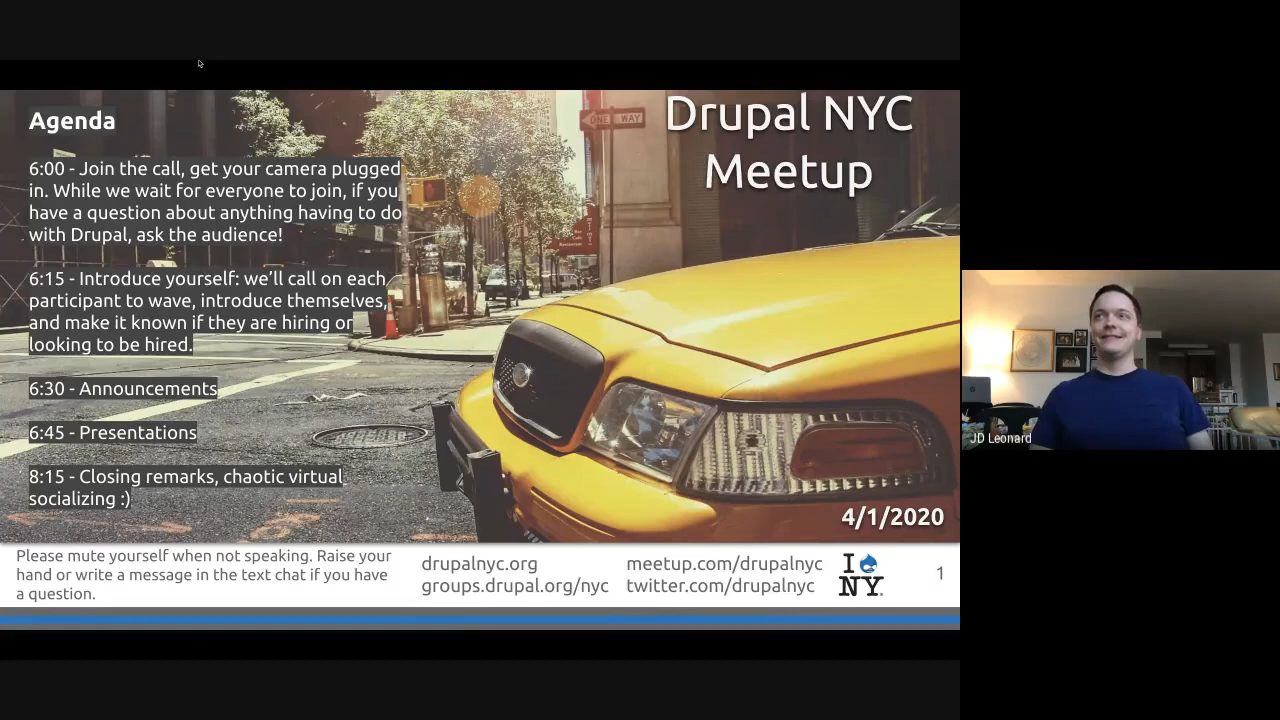 Agenda
6:00 - Join the call, get your camera plugged
in. While we wait for everyone to join, if you
have a question about anything having to do
with Drupal, ask the audience!
6:15 - Introduce yourself: we’ll call on each
participant to wave, introduce themselves,
and make it known if they are hiring or
looking to be hired.
6:30 - Announcements
6:45 - Presentations
8:15 - Closing remarks, chaotic virtual
socializing :)
ONE WAY
Drupal NYC
Meetup
4/1/2020
JD Leonard
Please mute yourself when not speaking. Raise your
hand or write a message in the text chat if you have
a question.
drupalnyc.org
groups.drupal.org/nyc
meetup.com/drupalnyc
twitter.com/drupalnyc
I
NY
1